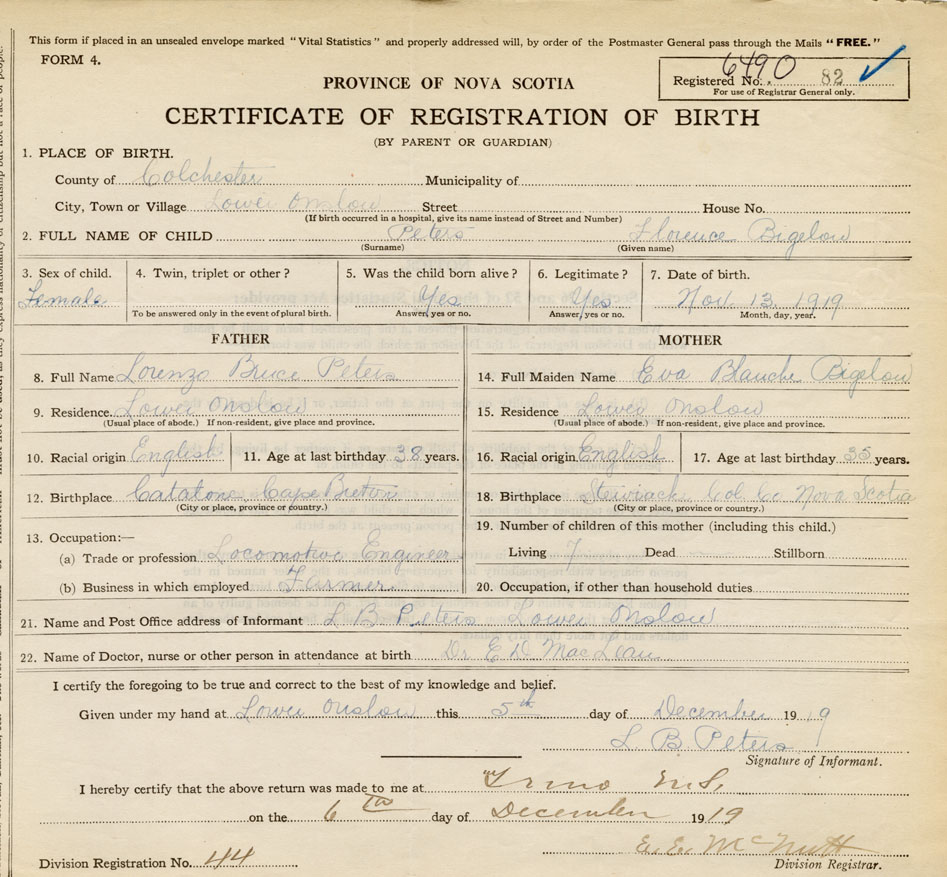 This form if placed in an unsealed envelope marked "Vital Statistics" and properly addressed will, by order of the Postmaster General pass through the Mails "FREE."
FORM 4.
6490
Registered No. 82
For use of Registrar General only.
PROVINCE OF NOVA SCOTIA
CERTIFICATE OF REGISTRATION OF BIRTH
(BY PARENT OR GUARDIAN)
1. PLACE OF BIRTH.
County of Colchester Municipality of
City, Town or Village Lower Onslow Street House No.
(If birth occurred in a hospital, give its name instead of Street and Number)
2. FULL NAME OF CHILD Peters Florence Bigelow
(Surname) (Given name)
3. Sex of child. 4. Twin, triplet or other? 5. Was the child born alive? 6. Legitimate? 7. Date of birth.
Female Yes Yes Nov. 13. 1919
To be answered only in the event of plural birth. Answer, yes or no. Answer, yes or no. Month, day, year.
FATHER MOTHER
8. Full Name Lorenzo Bruce Peters 14. Full Maiden Name Eva Blanche Bigelow
9. Residence. Lower Onslow 15. Residence Lower Onslow
(Usual place of abode.) If non-resident, give place and province. (Usual place of abode.) If non-resident, give place and province.
10. Racial origin English 11. Age at last birthday 38 years. 16. Racial origin English 17. Age at last birthday 35 years.
12. Birthplace Catalone Cape Breton 18. Birthplace Col Co Nova Scotia
(City or place, province or country.) (City or place, province or country.)
13. Occupation:— 19. Number of children of this mother (including this child.)
(a) Trade or profession Locomotive Engineer Living 7 Dead Stillborn
(b) Business in which employed Farmer 20. Occupation, if other than household duties
21. Name and Post Office address of Informant L B Peters Lower Onslow
22. Name of Doctor, nurse or other person in attendance at birth Dr E D MacLean
I certify the foregoing to be true and correct to the best of my knowledge and belief.
Given under my hand at Lower Onslow this 5th day of December 1919
L B Peters
Signature of Informant.
I hereby certify that the above return was made to me at Truro N.S.
on the 6th day of December 1919
E. E. McNutt
Division Registration No. 44 Division Registrar.